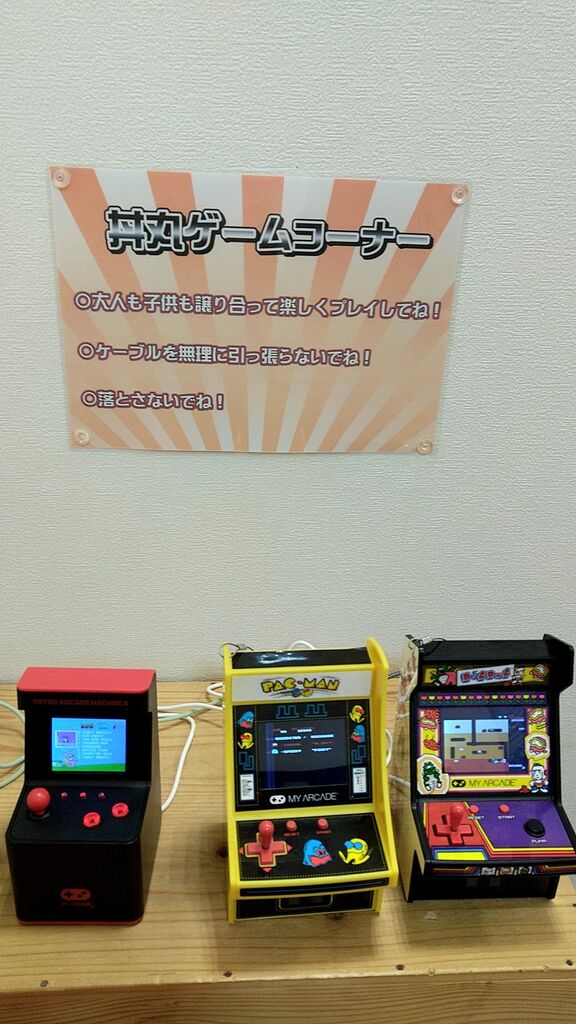 丼丸ゲームコーナー
○大人も子供も譲り合って楽しくプレイしてね!
○ケーブルを無理に引っ張らないでね!
○落とさないでね!
RETRO ARCADE MACHINE X
PAC-MAN
MY ARCADE
RESET START
DIG DUG
MY ARCADE
RESET START
PUMP